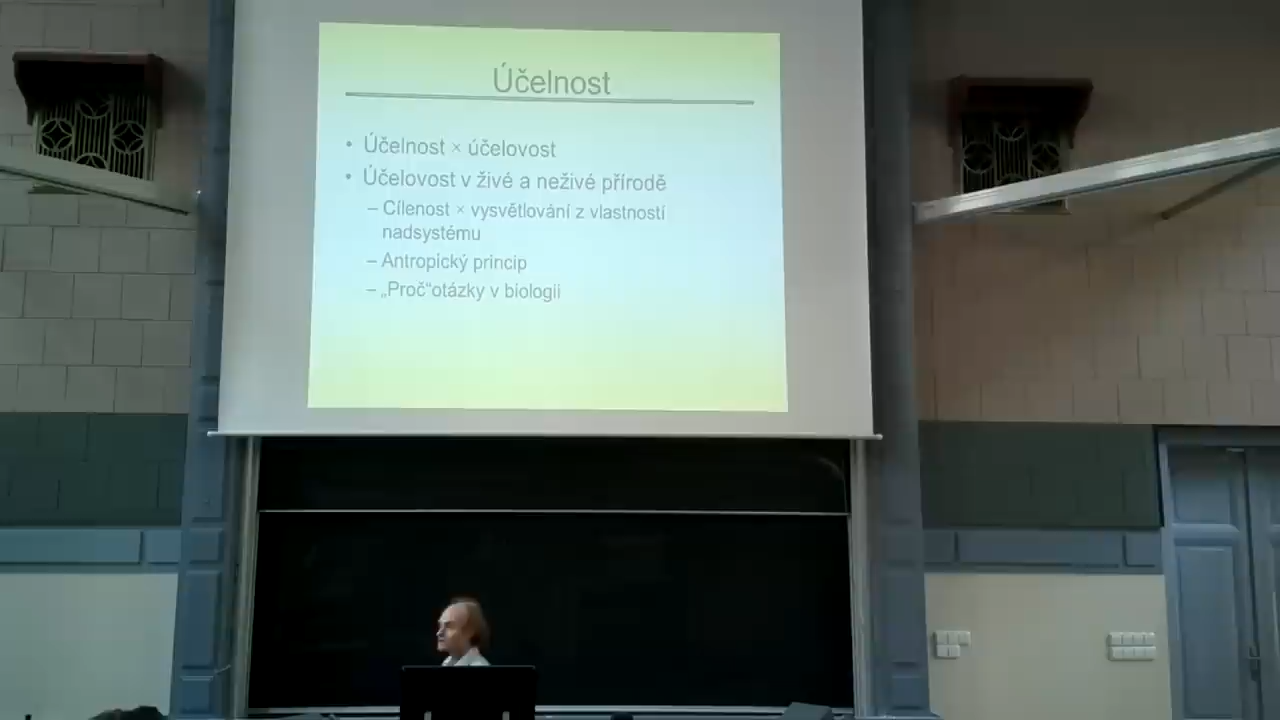 Účelnost
• Účelnost × účelovost
• Účelovost v živé a neživé přírodě
– Cílenost × vysvětlování z vlastností
nadsystému
– Antropický princip
– „Proč“otázky v biologii